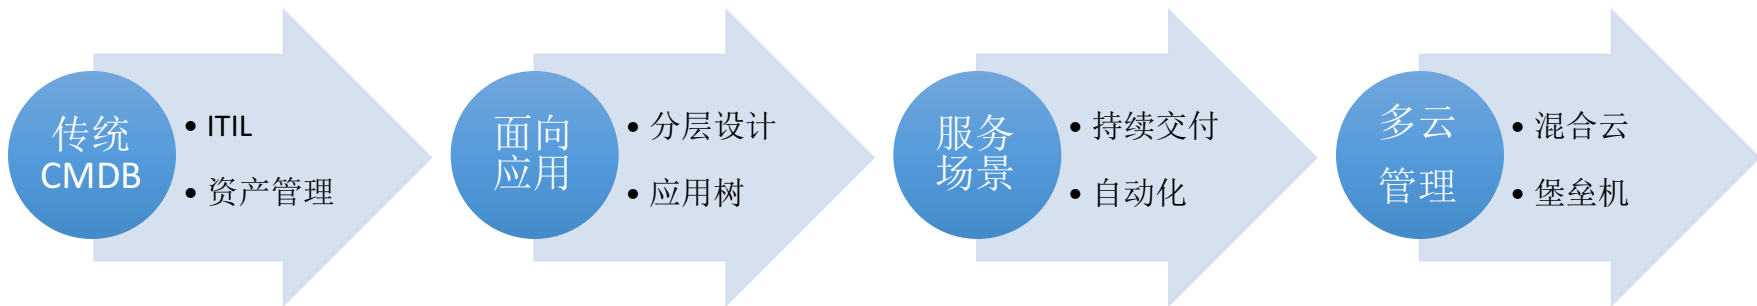 传统
CMDB
• ITIL
• 资产管理
面向
应用
• 分层设计
• 应用树
服务
场景
• 持续交付
• 自动化
多云
管理
• 混合云
• 堡垒机